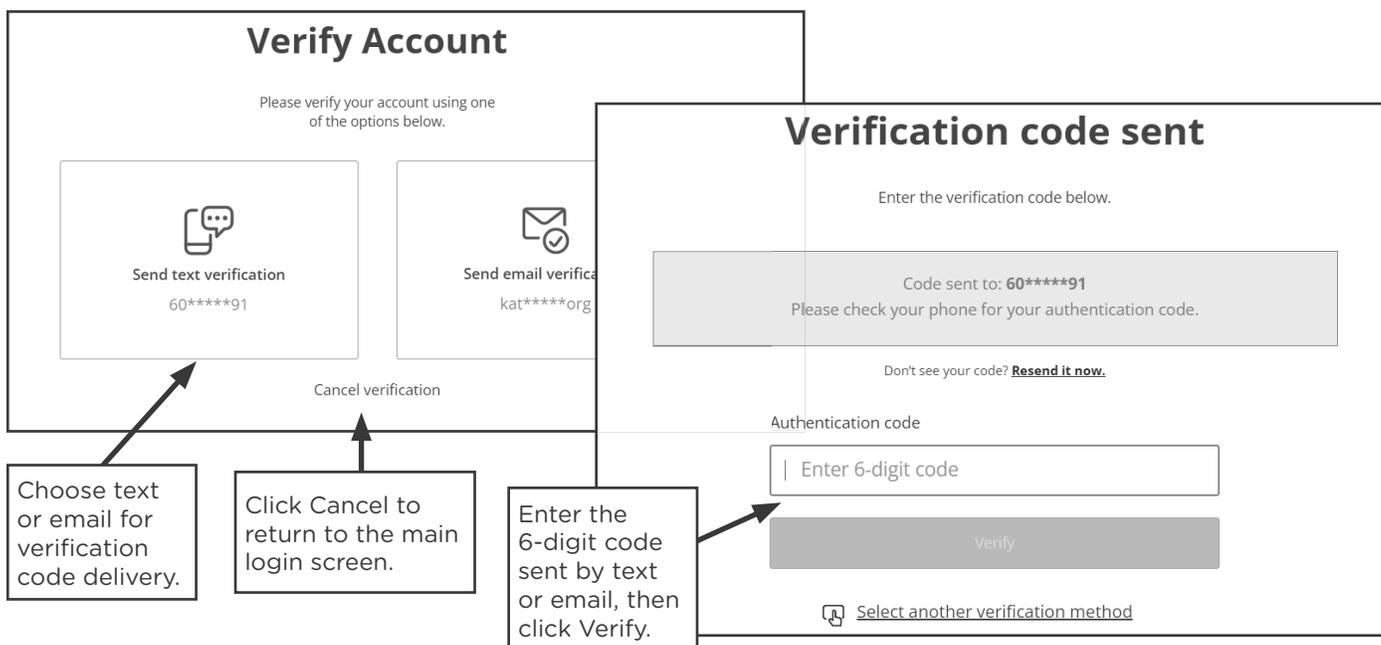 Verify Account
Please verify your account using one
of the options below.
Send text verification
60*****91
Send email verifica
kat*****org
Cancel verification
Choose text
or email for
verification
code delivery.
Click Cancel to
return to the main
login screen.
Verification code sent
Enter the verification code below.
Code sent to: 60*****91
Please check your phone for your authentication code.
Don't see your code? Resend it now.
Authentication code
Enter 6-digit code
Verify
Select another verification method
Enter the
6-digit code
sent by text
or email, then
click Verify.